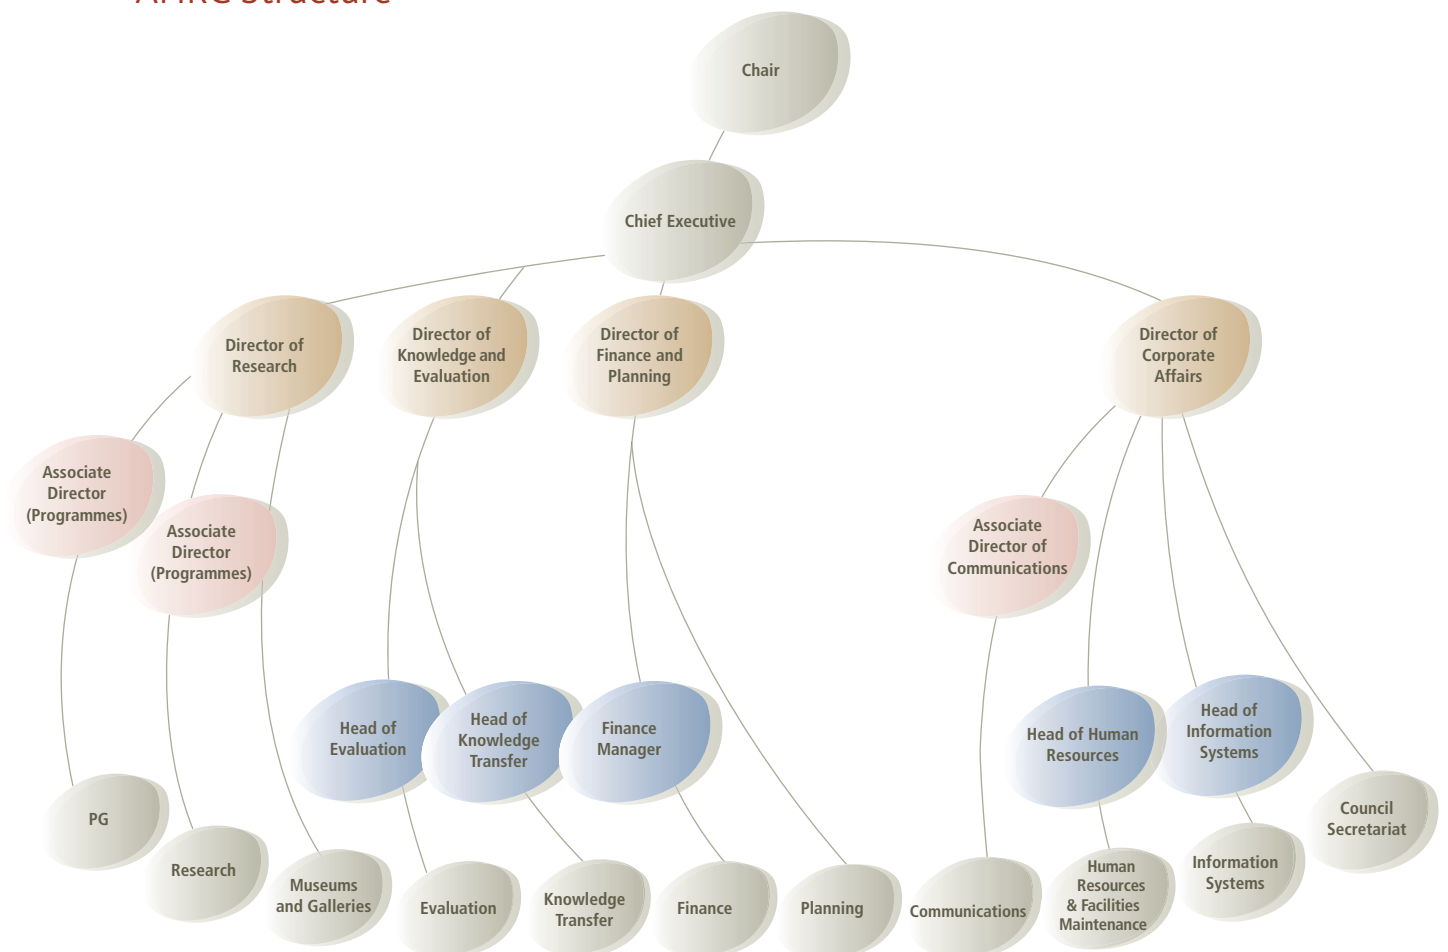 Structure
Chair
Chief Executive
Director of
Research
Director of
Knowledge and
Evaluation
Director of
Finance and
Planning
Director of
Corporate
Affairs
Associate
Director
(Programmes)
Associate
Director
(Programmes)
Associate
Director of
Communications
Head of
Evaluation
Head of
Knowledge
Transfer
Finance
Manager
Head of Human
Resources
Head of
Information
Systems
PG
Research
Museums
and Galleries
Evaluation
Knowledge
Transfer
Finance
Planning
Communications
Human
Resources
& Facilities
Maintenance
Information
Systems
Council
Secretariat